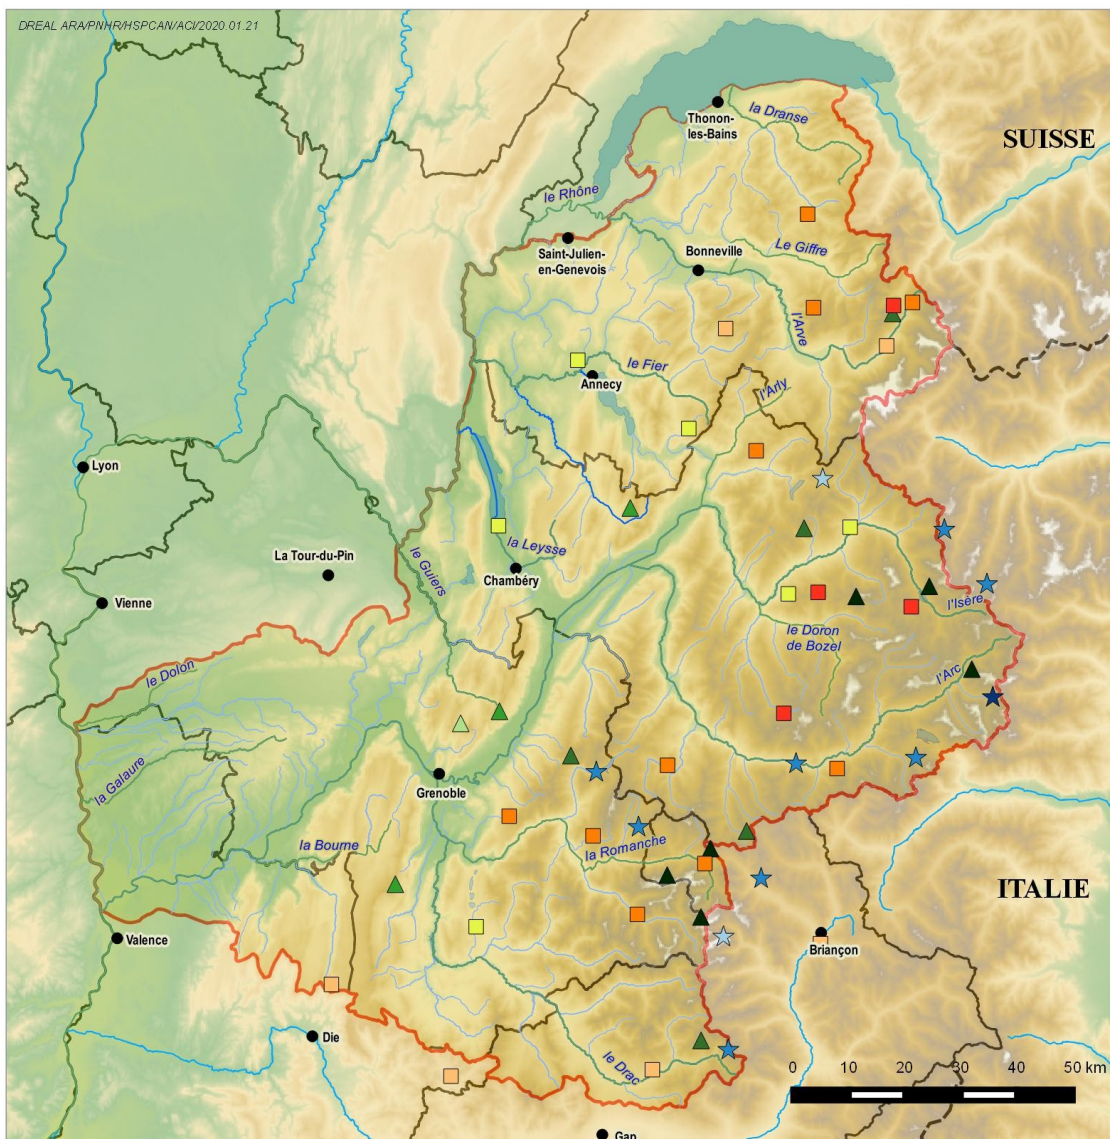 DREAL ARA/PNHR/HSPCAN/ACI/2020.01.21
Thonon-
les-Bains
la Dranse
SUISSE
le Rhône
Saint-Julien-
en-Genevois
Bonneville
Le Giffre
l'Arve
le Fier
Annecy
l'Arly
Lyon
la Leysse
La Tour-du-Pin
le Guiers
Chambéry
Vienne
l'Isère
le Doron
de Bozel
l'Arc
le Dolon
la Galaure
Grenoble
la Bourne
la Romanche
ITALIE
Valence
Briançon
Die
le Drac
0 10 20 30 40 50 km
Gap